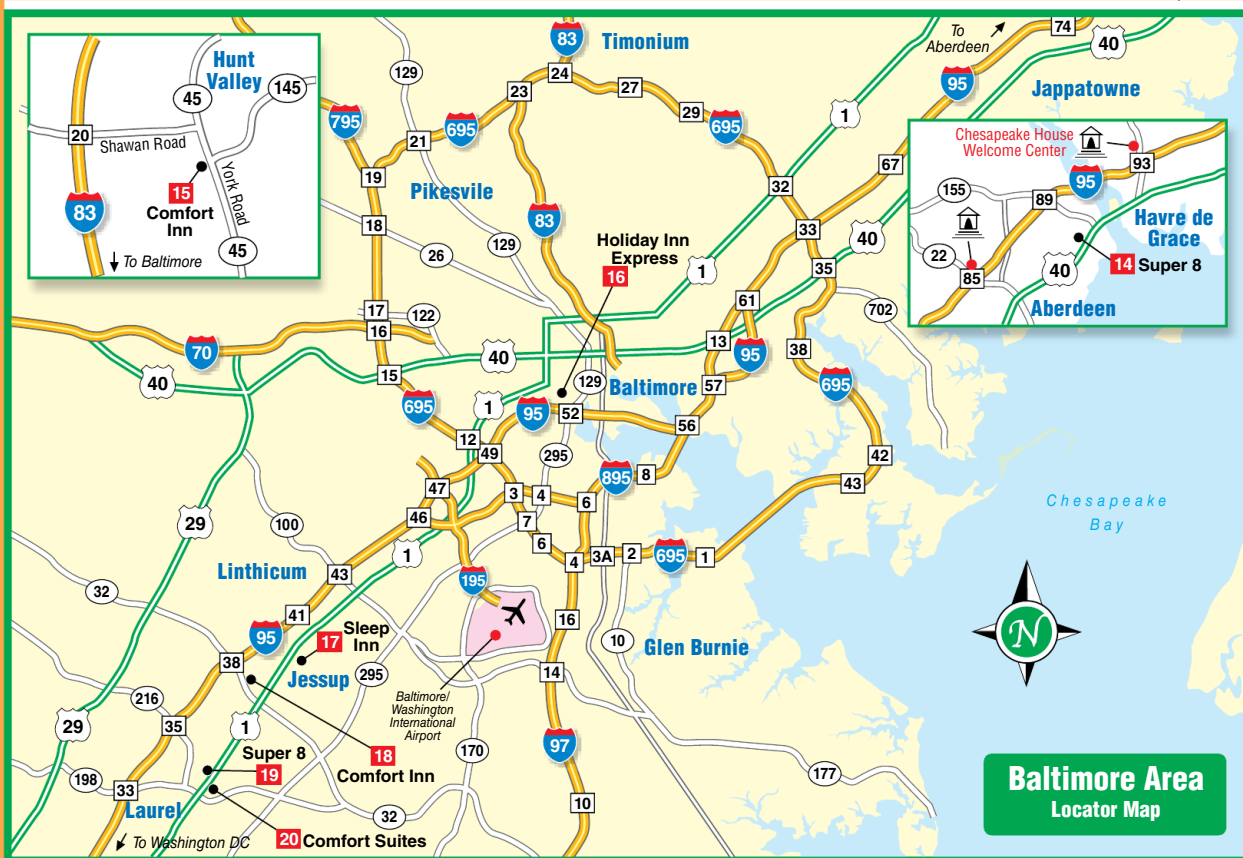 Hunt
Valley
45
145
20
Shawan Road
15
Comfort
Inn
York Road
83
45
To Baltimore
83
Timonium
129
24
23
27
29
695
795
695
21
1
To
Aberdeen
74
40
95
Jappatowne
67
Chesapeake House
Welcome Center
93
95
155
89
Havre de
Grace
22
85
40
14 Super 8
Aberdeen
19
Pikesvile
32
18
83
33
40
129
26
Holiday Inn
Express
16
1
35
61
702
17
122
16
13
95
38
70
40
40
15
129
Baltimore
57
695
695
1
95
52
56
12
49
295
42
895
8
43
47
3
4
6
46
7
Chesapeake
Bay
29
100
1
6
4
3A
2
695
1
Linthicum
43
195
32
41
16
95
17
Sleep
Inn
10
Glen Burnie
N
38
Jessup
295
14
Baltimore/
Washington
International
Airport
216
29
35
1
18
Comfort Inn
170
97
Super 8
19
198
177
33
10
Laurel
32
To Washington DC
20 Comfort Suites
Baltimore Area
Locator Map